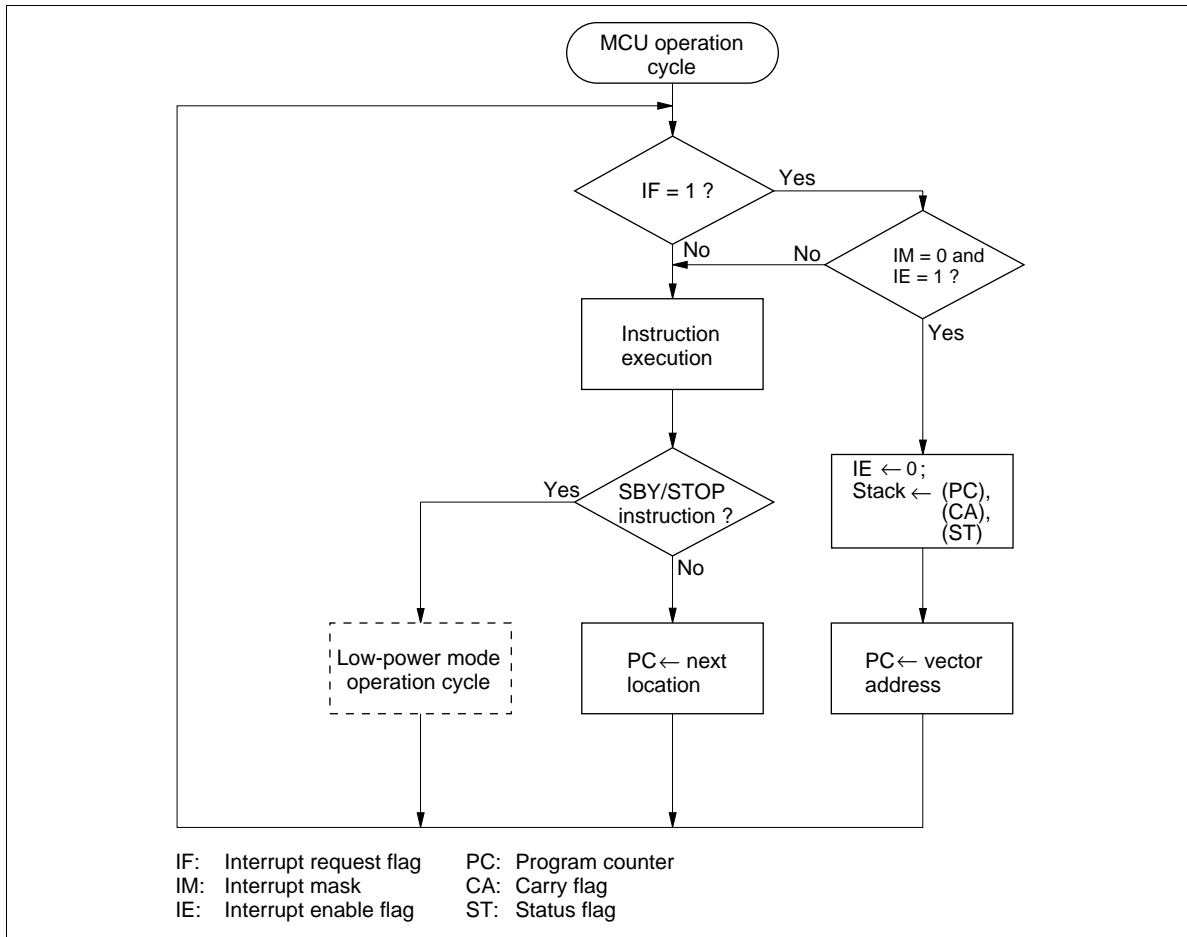 MCU operation
cycle
IF = 1 ?
Yes
No
IM = 0 and
IE = 1 ?
No
Yes
Instruction
execution
SBY/STOP
instruction ?
Yes
No
IE ← 0 ;
Stack ← (PC),
(CA),
(ST)
Low-power mode
operation cycle
PC ← next
location
PC ← vector
address
IF: Interrupt request flag PC: Program counter
IM: Interrupt mask CA: Carry flag
IE: Interrupt enable flag ST: Status flag